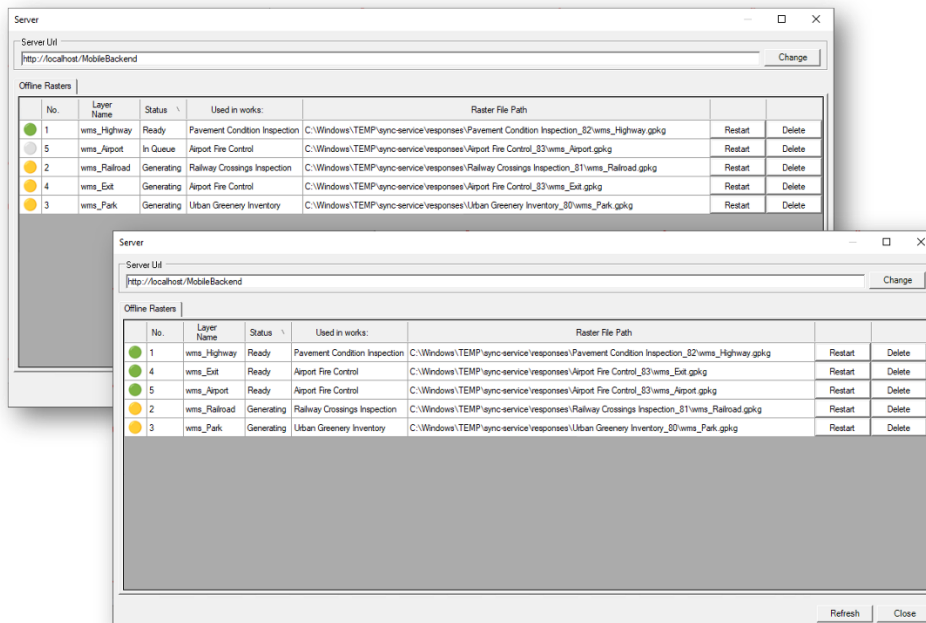 Server
Server Url
http://localhost/MobileBackend Change
Offline Rasters
No. Layer Name Status \ Used in works: Raster File Path
1 wms_Highway Ready Pavement Condition Inspection C:\Windows\TEMP\sync-service\responses\Pavement Condition Inspection_82\wms_Highway.gpkg Restart Delete
5 wms_Airport In Queue Airport Fire Control C:\Windows\TEMP\sync-service\responses\Airport Fire Control_83\wms_Airport.gpkg Restart Delete
2 wms_Railroad Generating Railway Crossings Inspection C:\Windows\TEMP\sync-service\responses\Railway Crossings Inspection_81\wms_Railroad.gpkg Restart Delete
4 wms_Exit Generating Airport Fire Control C:\Windows\TEMP\sync-service\responses\Airport Fire Control_83\wms_Exit.gpkg Restart Delete
3 wms_Park Generating Urban Greenery Inventory C:\Windows\TEMP\sync-service\responses\Urban Greenery Inventory_80\wms_Park.gpkg Restart Delete
Server
Server Url
http://localhost/MobileBackend Change
Offline Rasters
No. Layer Name Status \ Used in works: Raster File Path
1 wms_Highway Ready Pavement Condition Inspection C:\Windows\TEMP\sync-service\responses\Pavement Condition Inspection_82\wms_Highway.gpkg Restart Delete
4 wms_Exit Ready Airport Fire Control C:\Windows\TEMP\sync-service\responses\Airport Fire Control_83\wms_Exit.gpkg Restart Delete
5 wms_Airport Ready Airport Fire Control C:\Windows\TEMP\sync-service\responses\Airport Fire Control_83\wms_Airport.gpkg Restart Delete
2 wms_Railroad Generating Railway Crossings Inspection C:\Windows\TEMP\sync-service\responses\Railway Crossings Inspection_81\wms_Railroad.gpkg Restart Delete
3 wms_Park Generating Urban Greenery Inventory C:\Windows\TEMP\sync-service\responses\Urban Greenery Inventory_80\wms_Park.gpkg Restart Delete
Refresh Close